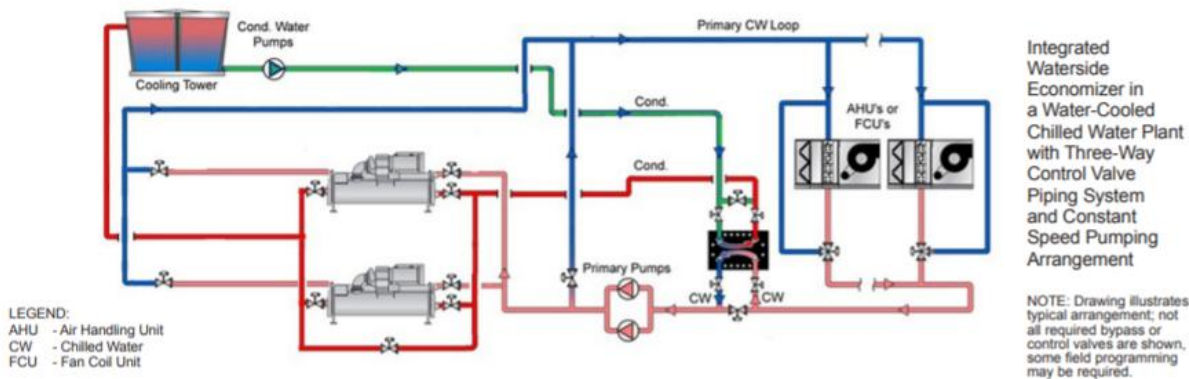 Cond. Water
Pumps
Cooling Tower
Primary CW Loop
Cond.
AHU's or
FCU's
Cond.
Primary Pumps
CW
CW
LEGEND:
AHU - Air Handling Unit
CW - Chilled Water
FCU - Fan Coil Unit
Integrated
Waterside
Economizer in
a Water-Cooled
Chilled Water Plant
with Three-Way
Control Valve
Piping System
and Constant
Speed Pumping
Arrangement
NOTE: Drawing illustrates
typical arrangement; not
all required bypass or
control valves are shown,
some field programming
may be required.